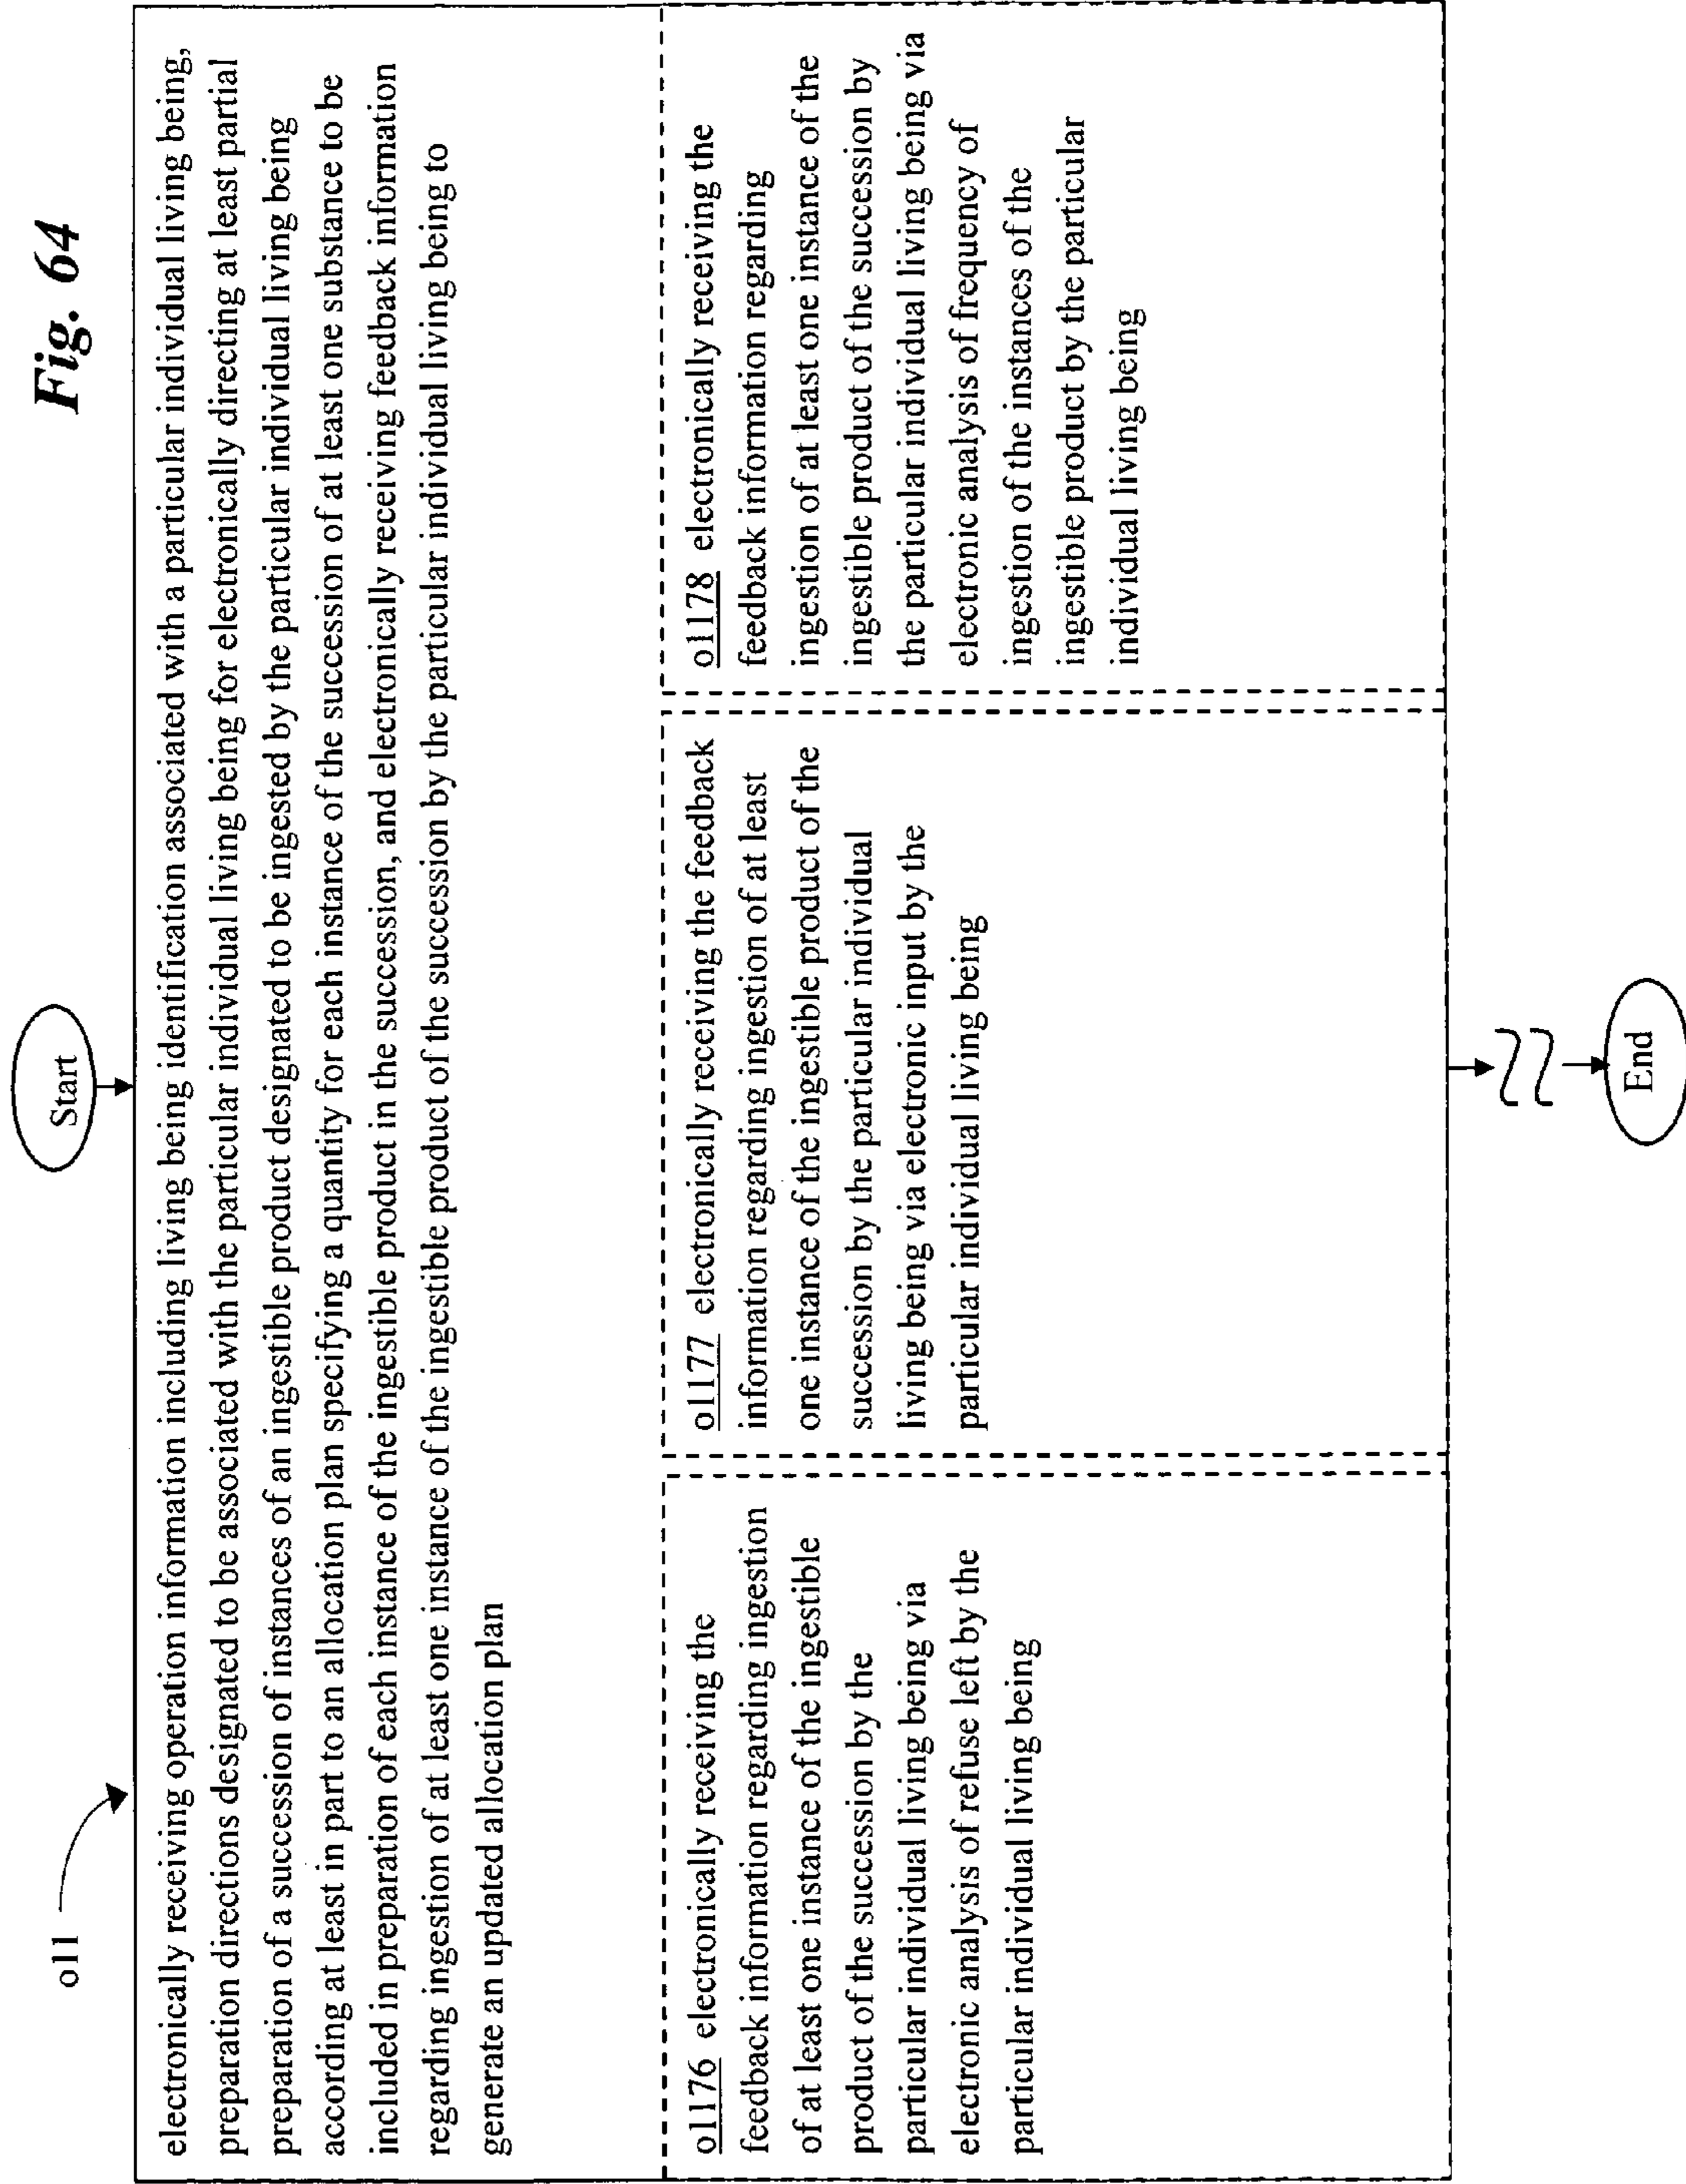 Fig. 64
Start
o11
electronically receiving operation information including living being identification associated with a particular individual living being,
preparation directions designated to be associated with the particular individual living being for electronically directing at least partial
preparation of a succession of instances of an ingestible product designated to be ingested by the particular individual living being
according at least in part to an allocation plan specifying a quantity for each instance of the succession of at least one substance to be
included in preparation of each instance of the ingestible product in the succession, and electronically receiving feedback information
regarding ingestion of at least one instance of the ingestible product of the succession by the particular individual living being to
generate an updated allocation plan
o1176 electronically receiving the
feedback information regarding ingestion
of at least one instance of the ingestible
product of the succession by the
particular individual living being via
electronic analysis of refuse left by the
particular individual living being
o1177 electronically receiving the feedback
information regarding ingestion of at least
one instance of the ingestible product of the
succession by the particular individual
living being via electronic input by the
particular individual living being
o1178 electronically receiving the
feedback information regarding
ingestion of at least one instance of the
ingestible product of the succession by
the particular individual living being via
electronic analysis of frequency of
ingestion of the instances of the
ingestible product by the particular
individual living being
End